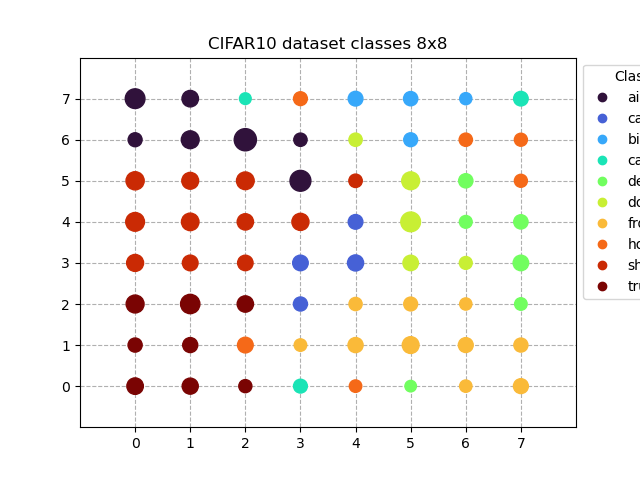 CIFAR10 dataset classes 8x8
Clas
7
ai
ca
bi
6
ca
de
5
do
4
fro
ho
3
sh
tru
2
1
0
0 1 2 3 4 5 6 7